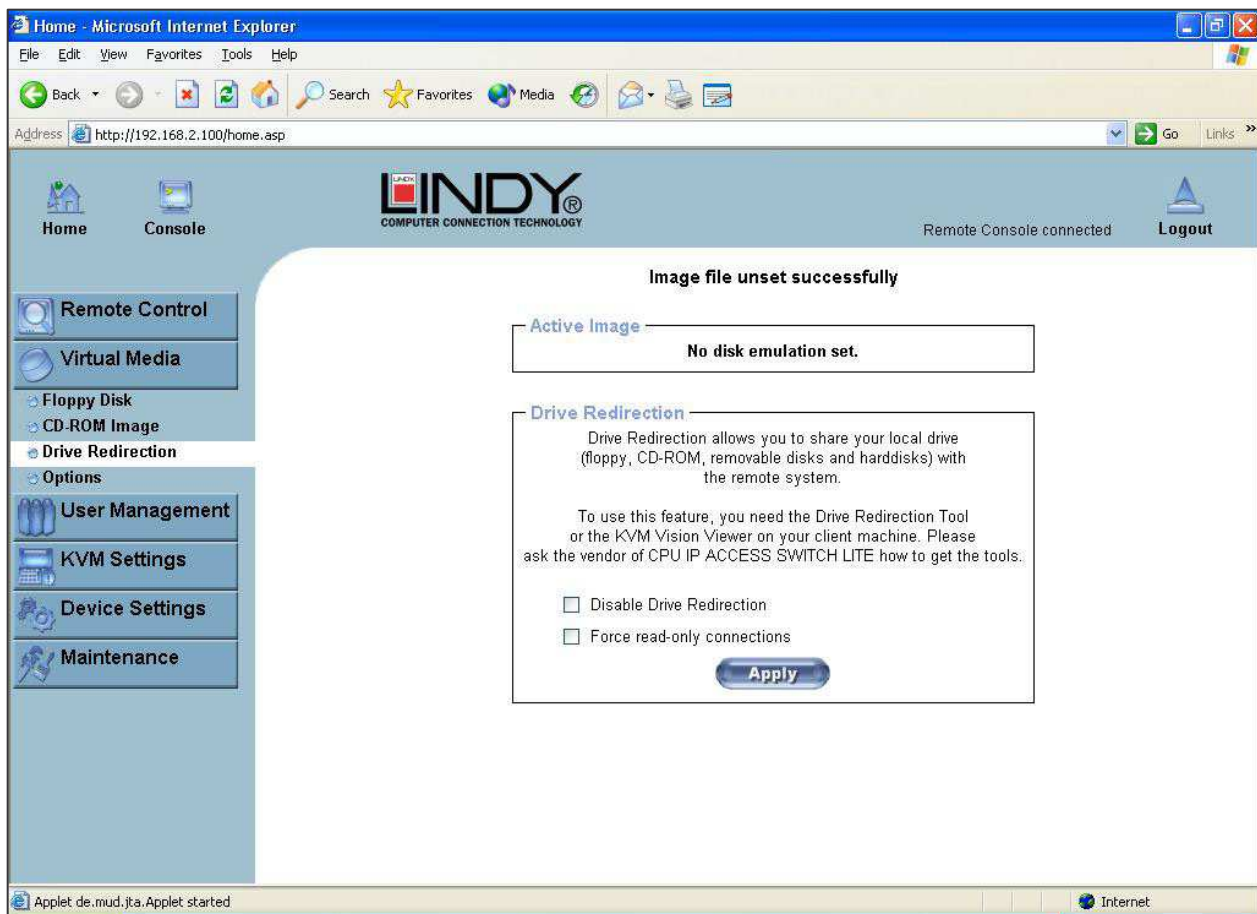 Home - Microsoft Internet Explorer
File Edit View Favorites Tools Help
Back Search Favorites Media
Address http://192.168.2.100/home.asp Go Links »
Home Console
LINDY
LINDY®
COMPUTER CONNECTION TECHNOLOGY
Remote Console connected
Logout
Remote Control
Virtual Media
Floppy Disk
CD-ROM Image
Drive Redirection
Options
User Management
KVM Settings
Device Settings
Maintenance
Image file unset successfully
Active Image
No disk emulation set.
Drive Redirection
Drive Redirection allows you to share your local drive
(floppy, CD-ROM, removable disks and harddisks) with
the remote system.
To use this feature, you need the Drive Redirection Tool
or the KVM Vision Viewer on your client machine. Please
ask the vendor of CPU IP ACCESS SWITCH LITE how to get the tools.
Disable Drive Redirection
Force read-only connections
Apply
Applet de.mud.jta.Applet started Internet